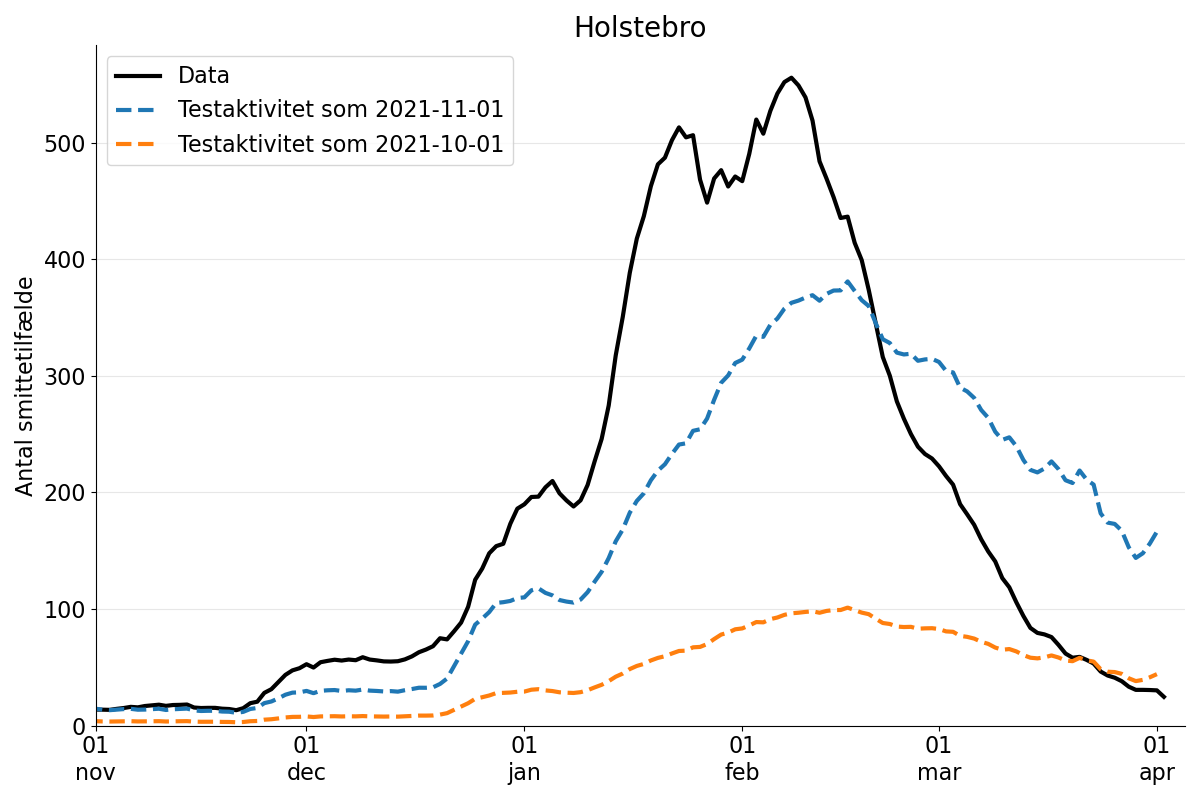 Holstebro
Data
Testaktivitet som 2021-11-01
Testaktivitet som 2021-10-01
Antal smittetilfælde
500
400
300
200
100
0
01 01 01 01 01 01
nov dec jan feb mar apr